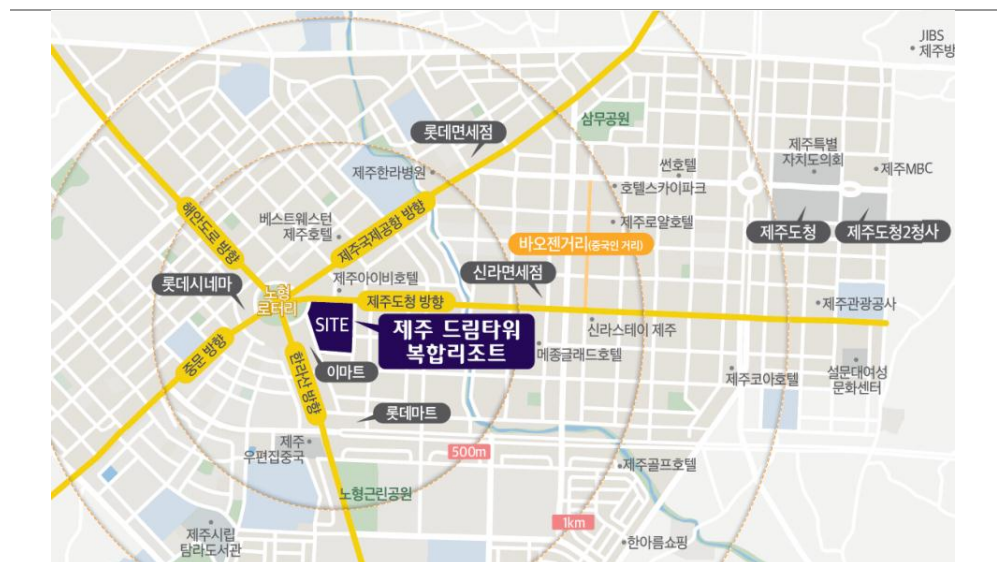 JIBS
제주방
삼무공원
롯데면세점
제주특별
자치도의회
썬호텔
제주한라병원
제주MBC
호텔스카이파크
해안도로 방향
제주국제공항 방향
베스트웨스턴
제주호텔
제주로얄호텔
제주도청
제주도청2청사
바오젠거리(중국인 거리)
신라면세점
롯데시네마
제주아이비호텔
노형
로터리
제주도청 방향
제주관광공사
SITE
제주 드림타워
복합리조트
신라스테이 제주
중문 방향
한라산 방향
이마트
메종글래드호텔
제주코아호텔
설문대여성
문화센터
롯데마트
제주
우편집중국
500m
제주골프호텔
노형근린공원
1km
제주시립
탐라도서관
한아름쇼핑